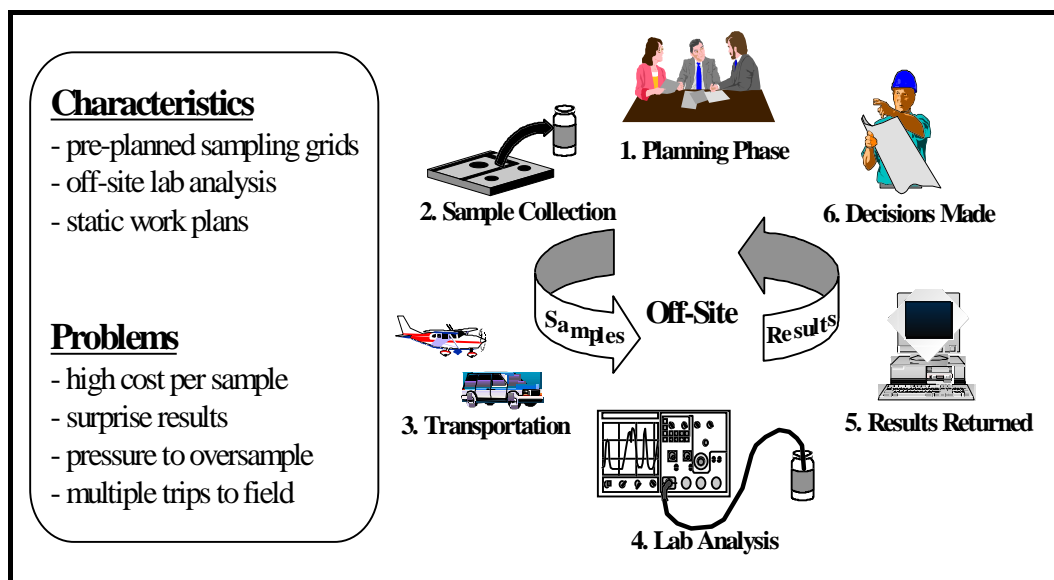 Characteristics
- pre-planned sampling grids
- off-site lab analysis
- static work plans
Problems
- high cost per sample
- surprise results
- pressure to oversample
- multiple trips to field
1. Planning Phase
2. Sample Collection
6. Decisions Made
Samples
Off-Site
Results
3. Transportation
5. Results Returned
4. Lab Analysis